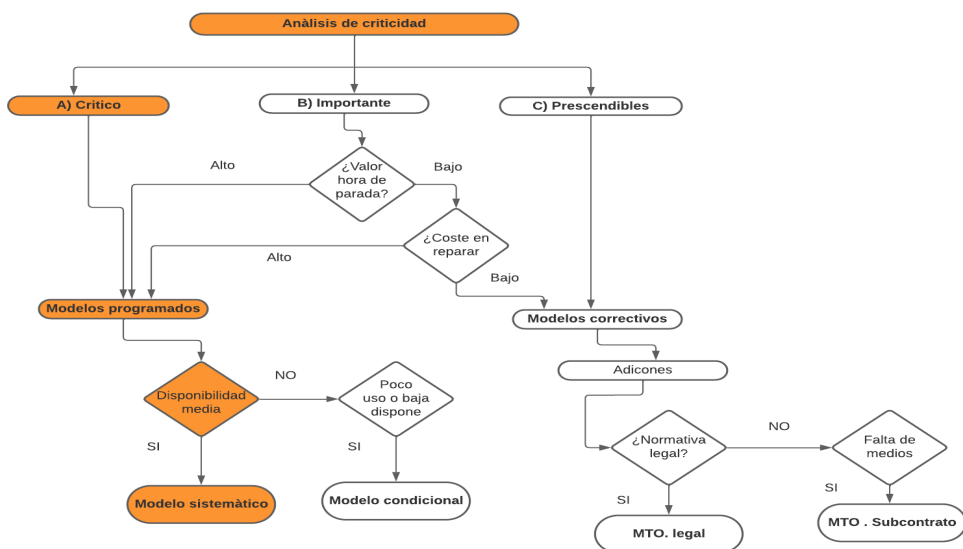 Anàlisis de criticidad
A) Critico
B) Importante
C) Prescendibles
¿Valor
hora de
parada?
Alto
Bajo
¿Coste en
reparar
Alto
Bajo
Modelos programados
Modelos correctivos
Adicones
Disponibilidad
media
NO
Poco
uso o baja
dispone
¿Normativa
legal?
NO
Falta de
medios
SI
SI
SI
SI
Modelo sistemàtico
Modelo condicional
MTO. legal
MTO . Subcontrato